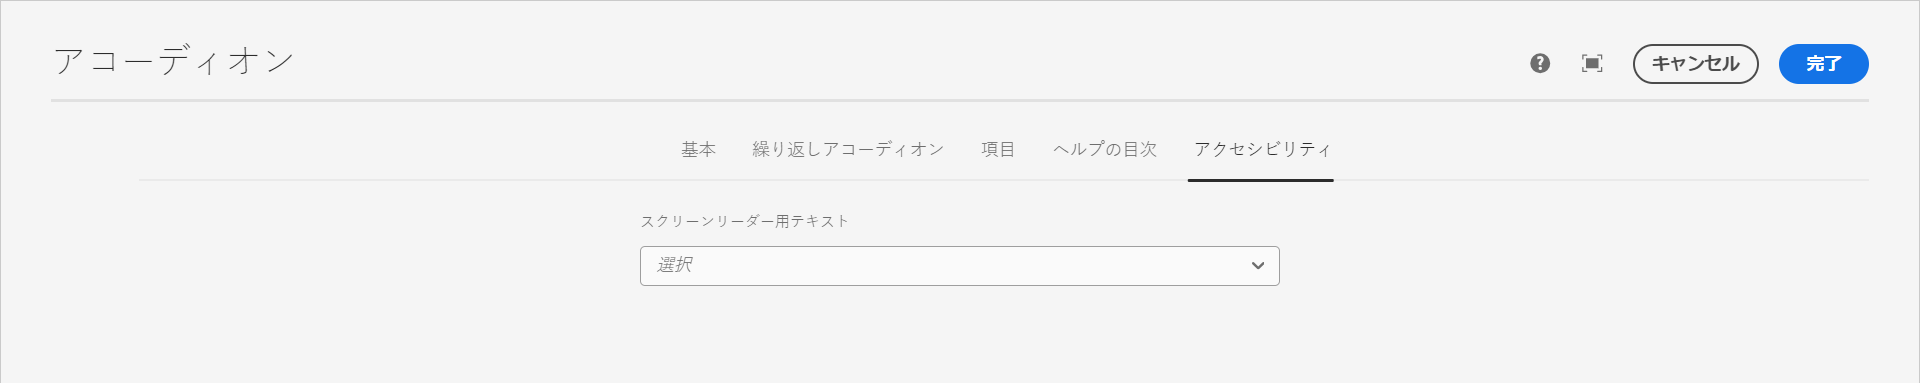 アコーディオン
キャンセル
完了
基本 繰り返しアコーディオン 項目 ヘルプの目次 アクセシビリティ
スクリーンリーダー用テキスト
選択